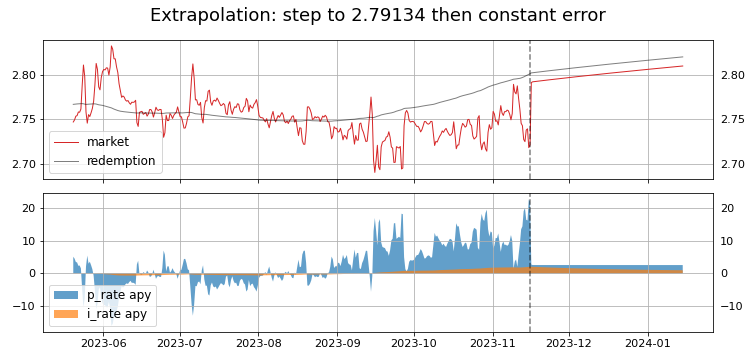 Extrapolation: step to 2.79134 then constant error
2.80
2.80
2.75
2.75
2.70
2.70
market
redemption
20
20
10
10
0
0
−10
−10
p_rate apy
i_rate apy
2023-06 2023-07 2023-08 2023-09 2023-10 2023-11 2023-12 2024-01